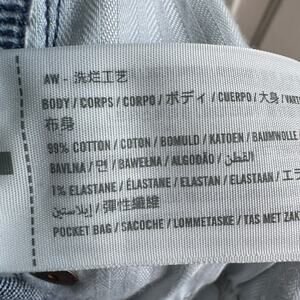 AW - 洗烂工艺
BODY / CORPS / CORPO / ボディ / CUERPO / 大身 /
布身
99% COTTON / COTON / BOMULD / KATOEN / BAUMWOLLE
BAVLNA / 면 / BAWEŁNA / ALGODÃO / القطن /
1% ELASTANE / ÉLASTANE / ELASTAN / ELASTAAN / エラ
إيلاستين / 彈性纖維
POCKET BAG / SACOCHE / LOMMETASKE / TAS MET ZAK